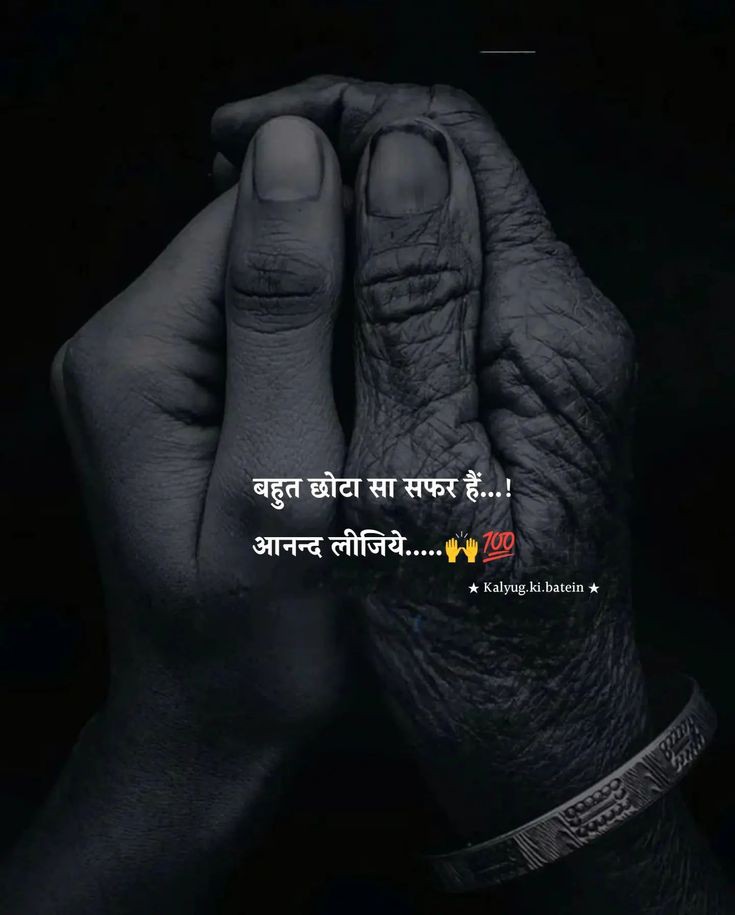 बहुत छोटा सा सफर हैं...!
आनन्द लीजिये.....🙌💯
★ Kalyug.ki.batein ★